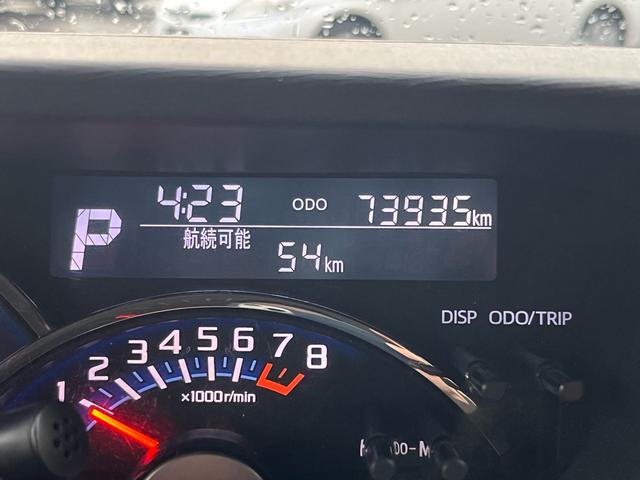 4:23 ODO 73935km
P
航続可能
54km
DISP ODO/TRIP
1 2 3 4 5 6 7 8
×1000r/min